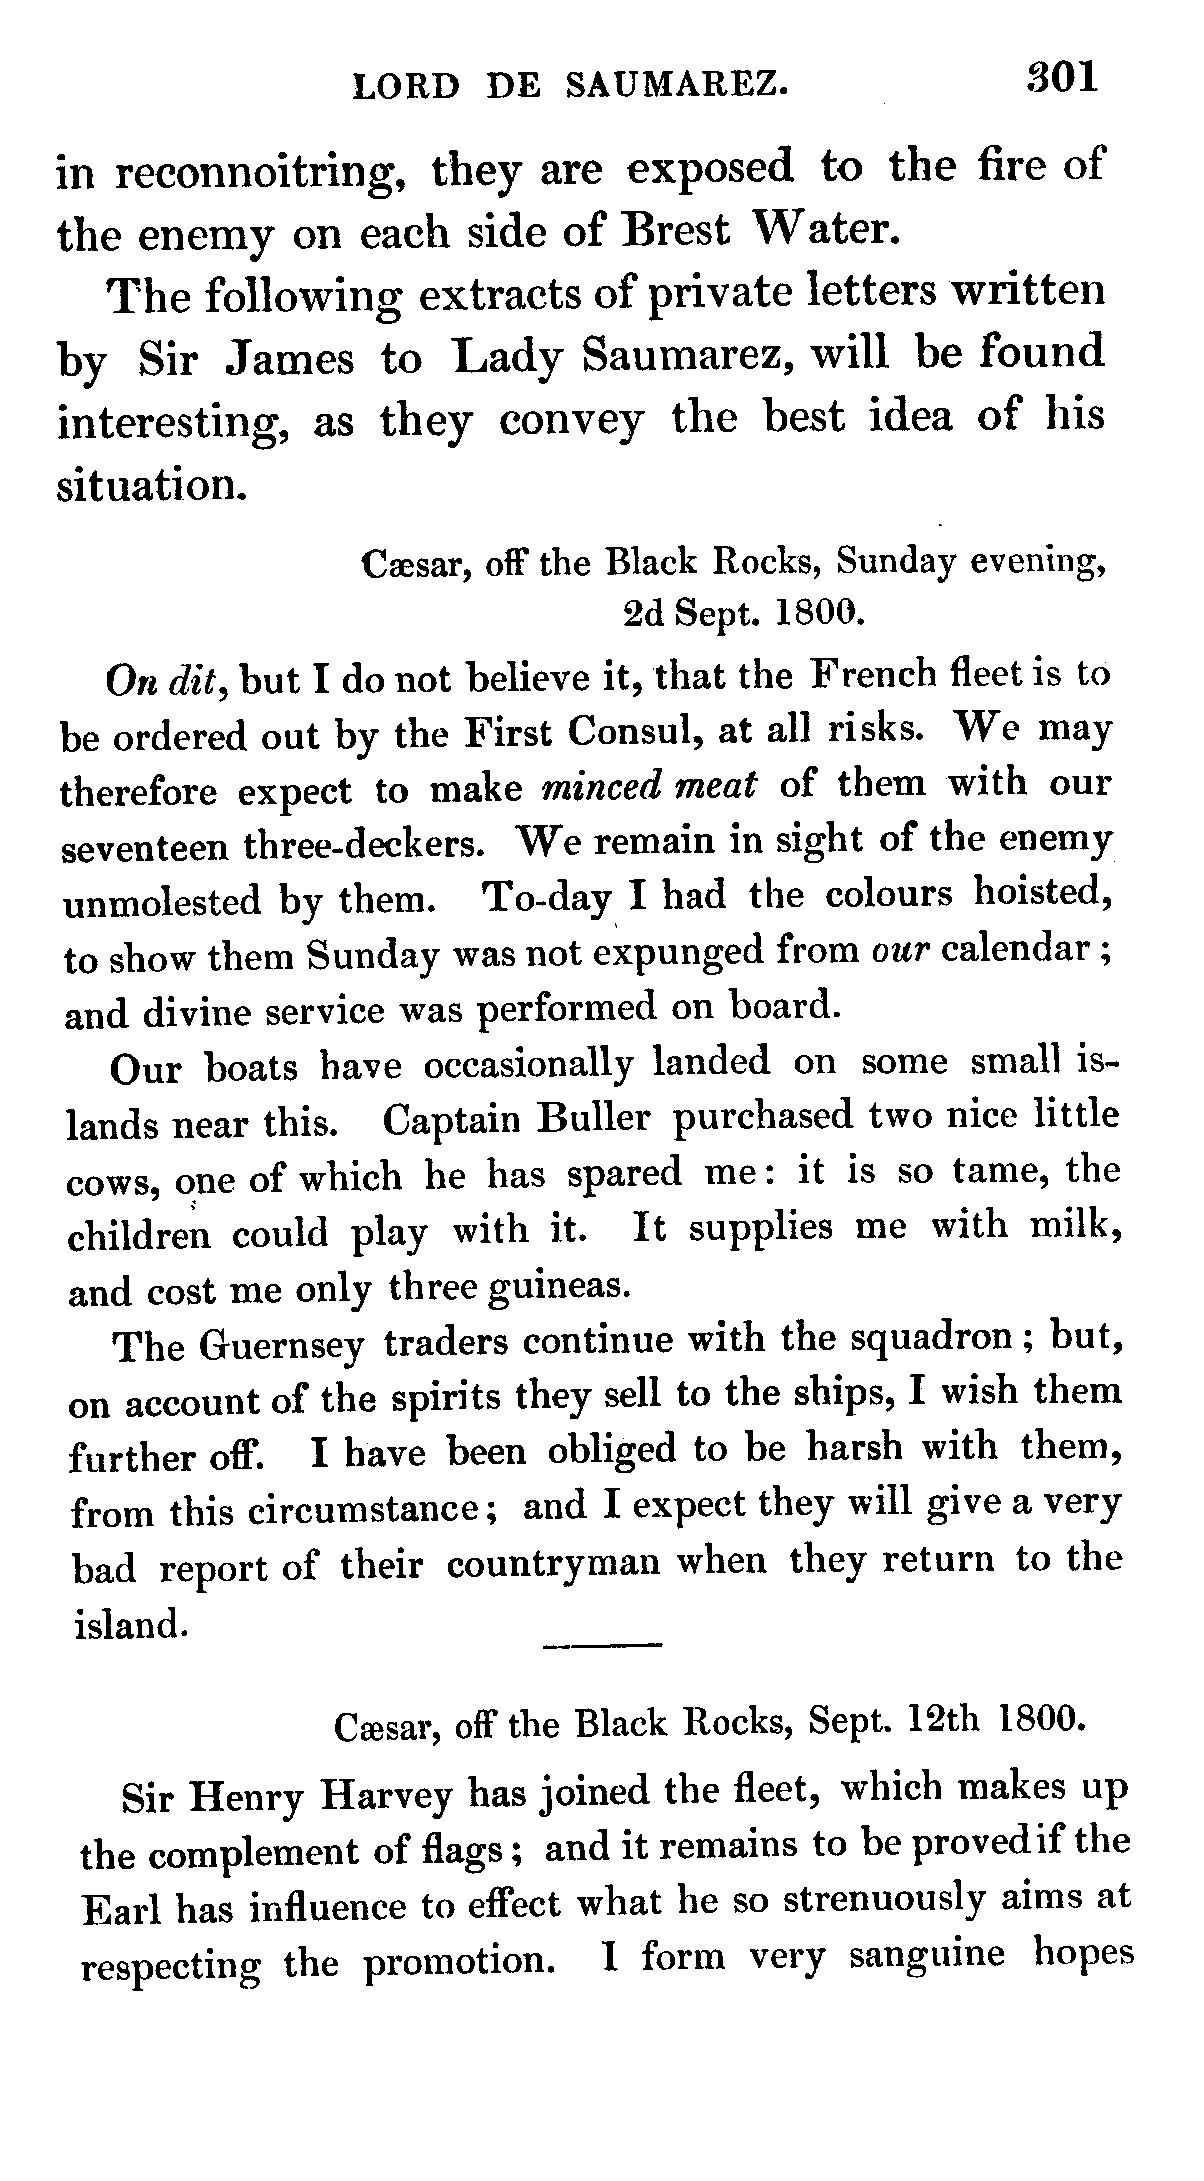 LORD DE SAUMAREZ. 301
in reconnoitring, they are exposed to the fire of
the enemy on each side of Brest Water.
The following extracts of private letters written
by Sir James to Lady Saumarez, will be found
interesting, as they convey the best idea of his
situation.
Cæsar, off the Black Rocks, Sunday evening,
2d Sept. 1800.
On dit, but I do not believe it, that the French fleet is to
be ordered out by the First Consul, at all risks. We may
therefore expect to make minced meat of them with our
seventeen three-deckers. We remain in sight of the enemy
unmolested by them. To-day I had the colours hoisted,
to show them Sunday was not expunged from our calendar;
and divine service was performed on board.
Our boats have occasionally landed on some small is-
lands near this. Captain Buller purchased two nice little
cows, one of which he has spared me: it is so tame, the
children could play with it. It supplies me with milk,
and cost me only three guineas.
The Guernsey traders continue with the squadron; but,
on account of the spirits they sell to the ships, I wish them
further off. I have been obliged to be harsh with them,
from this circumstance; and I expect they will give a very
bad report of their countryman when they return to the
island.
Cæsar, off the Black Rocks, Sept. 12th 1800.
Sir Henry Harvey has joined the fleet, which makes up
the complement of flags; and it remains to be proved if the
Earl has influence to effect what he so strenuously aims at
respecting the promotion. I form very sanguine hopes